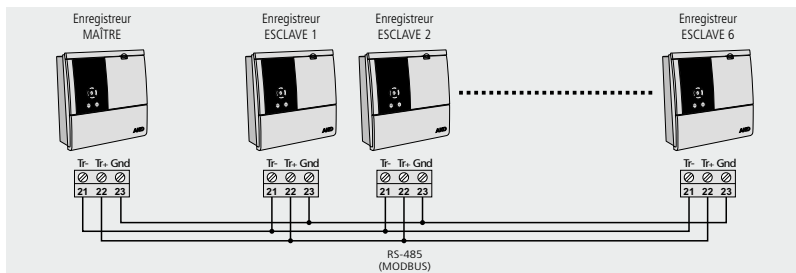 Enregistreur
MAÎTRE
Enregistreur
ESCLAVE 1
Enregistreur
ESCLAVE 2
Enregistreur
ESCLAVE 6
Tr- Tr+ Gnd
21 22 23
Tr- Tr+ Gnd
21 22 23
Tr- Tr+ Gnd
21 22 23
Tr- Tr+ Gnd
21 22 23
RS-485
(MODBUS)